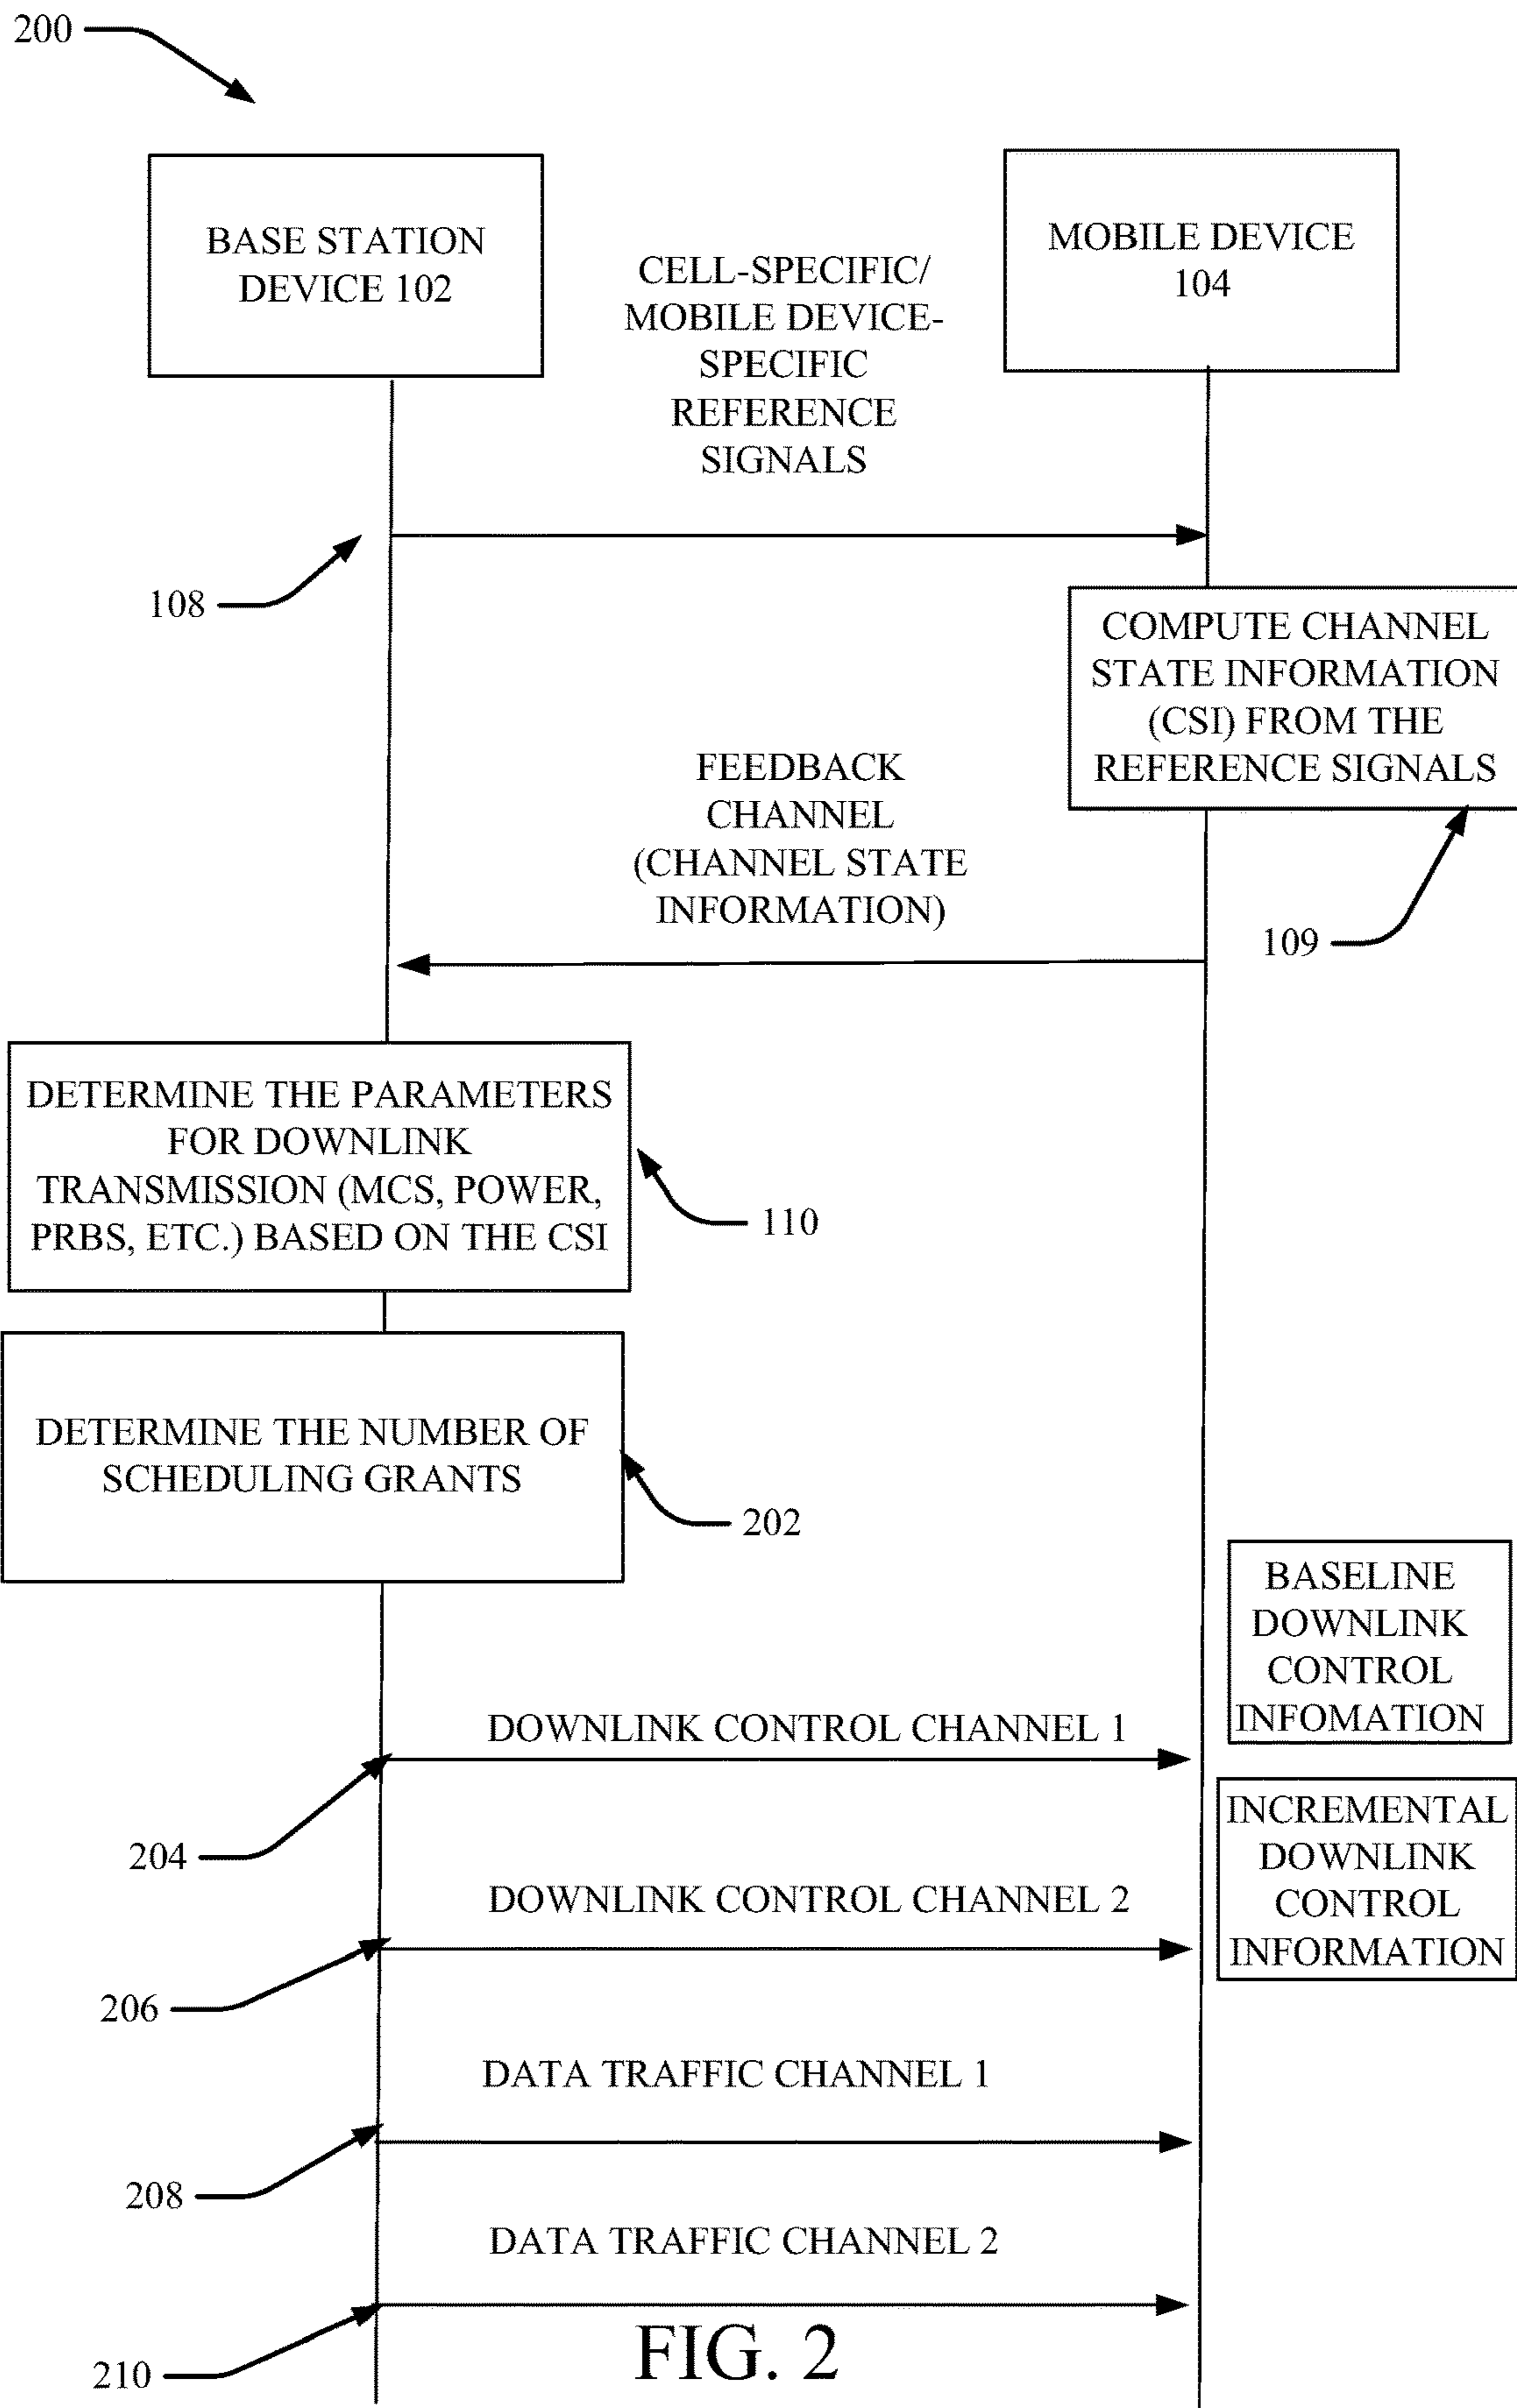 200
BASE STATION
DEVICE 102
MOBILE DEVICE
104
CELL-SPECIFIC/
MOBILE DEVICE-
SPECIFIC
REFERENCE
SIGNALS
108
COMPUTE CHANNEL
STATE INFORMATION
(CSI) FROM THE
REFERENCE SIGNALS
109
FEEDBACK
CHANNEL
(CHANNEL STATE
INFORMATION)
DETERMINE THE PARAMETERS
FOR DOWNLINK
TRANSMISSION (MCS, POWER,
PRBS, ETC.) BASED ON THE CSI
110
DETERMINE THE NUMBER OF
SCHEDULING GRANTS
202
BASELINE
DOWNLINK
CONTROL
INFOMATION
DOWNLINK CONTROL CHANNEL 1
204
INCREMENTAL
DOWNLINK
CONTROL
INFORMATION
DOWNLINK CONTROL CHANNEL 2
206
DATA TRAFFIC CHANNEL 1
208
DATA TRAFFIC CHANNEL 2
210
FIG. 2